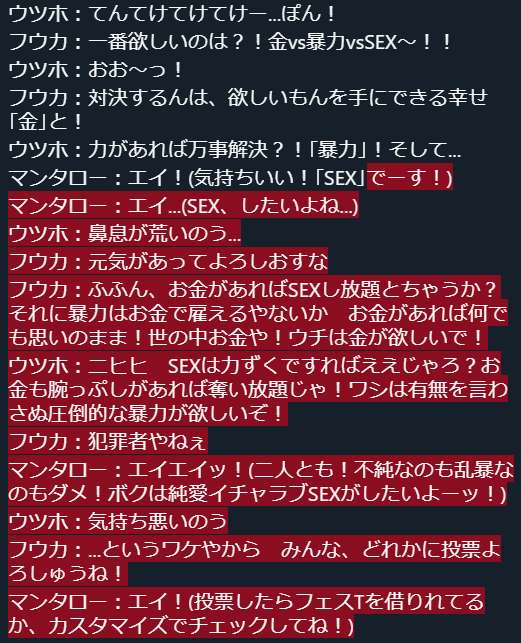 ウツホ：てんてけてけてけー…ぽん！
フウカ：一番欲しいのは？！金vs暴力vsSEX～！！
ウツホ：おお～っ！
フウカ：対決するんは、欲しいもんを手にできる幸せ
「金」と！
ウツホ：力があれば万事解決？！「暴力」！そして…
マンタロー：エイ！(気持ちいい！「SEX」でーす！)
マンタロー：エイ…(SEX、したいよね…)
ウツホ：鼻息が荒いのう…
フウカ：元気があってよろしおすな
フウカ：ふふん、お金があればSEXし放題とちゃうか？
それに暴力はお金で雇えるやないか　お金があれば何で
も思いのまま！世の中お金や！ウチは金が欲しいで！
ウツホ：ニヒヒ　SEXは力ずくですればええじゃろ？お
金も腕っぷしがあれば奪い放題じゃ！ワシは有無を言わ
さぬ圧倒的な暴力が欲しいぞ！
フウカ：犯罪者やねぇ
マンタロー：エイエイッ！(二人とも！不純なのも乱暴な
のもダメ！ボクは純愛イチャラブSEXがしたいよーッ！)
ウツホ：気持ち悪いのう
フウカ：…というワケやから　みんな、どれかに投票よ
ろしゅうね！
マンタロー：エイ！(投票したらフェスTを借りれてる
か、カスタマイズでチェックしてね！)